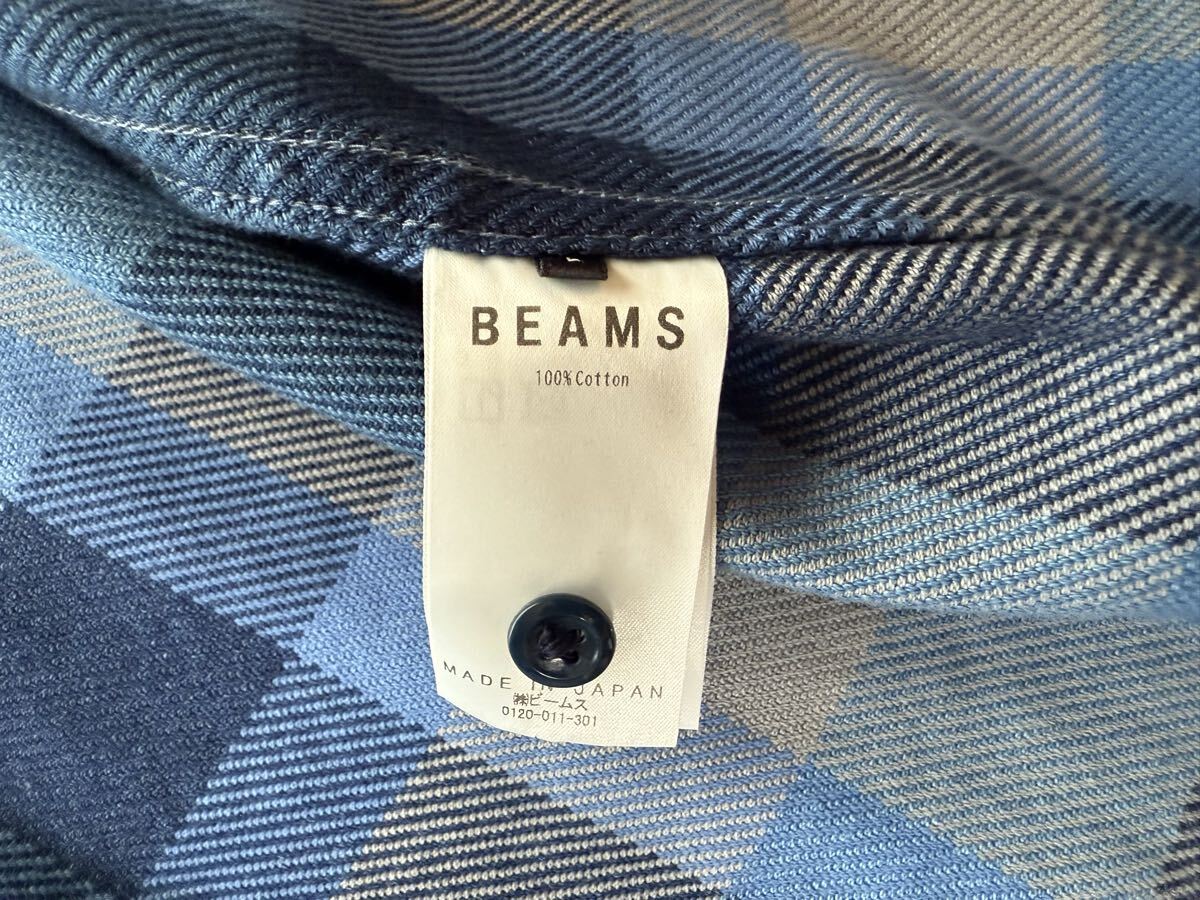 BEAMS
100% Cotton
MADE IN JAPAN
㈱ビームス
0120-011-301